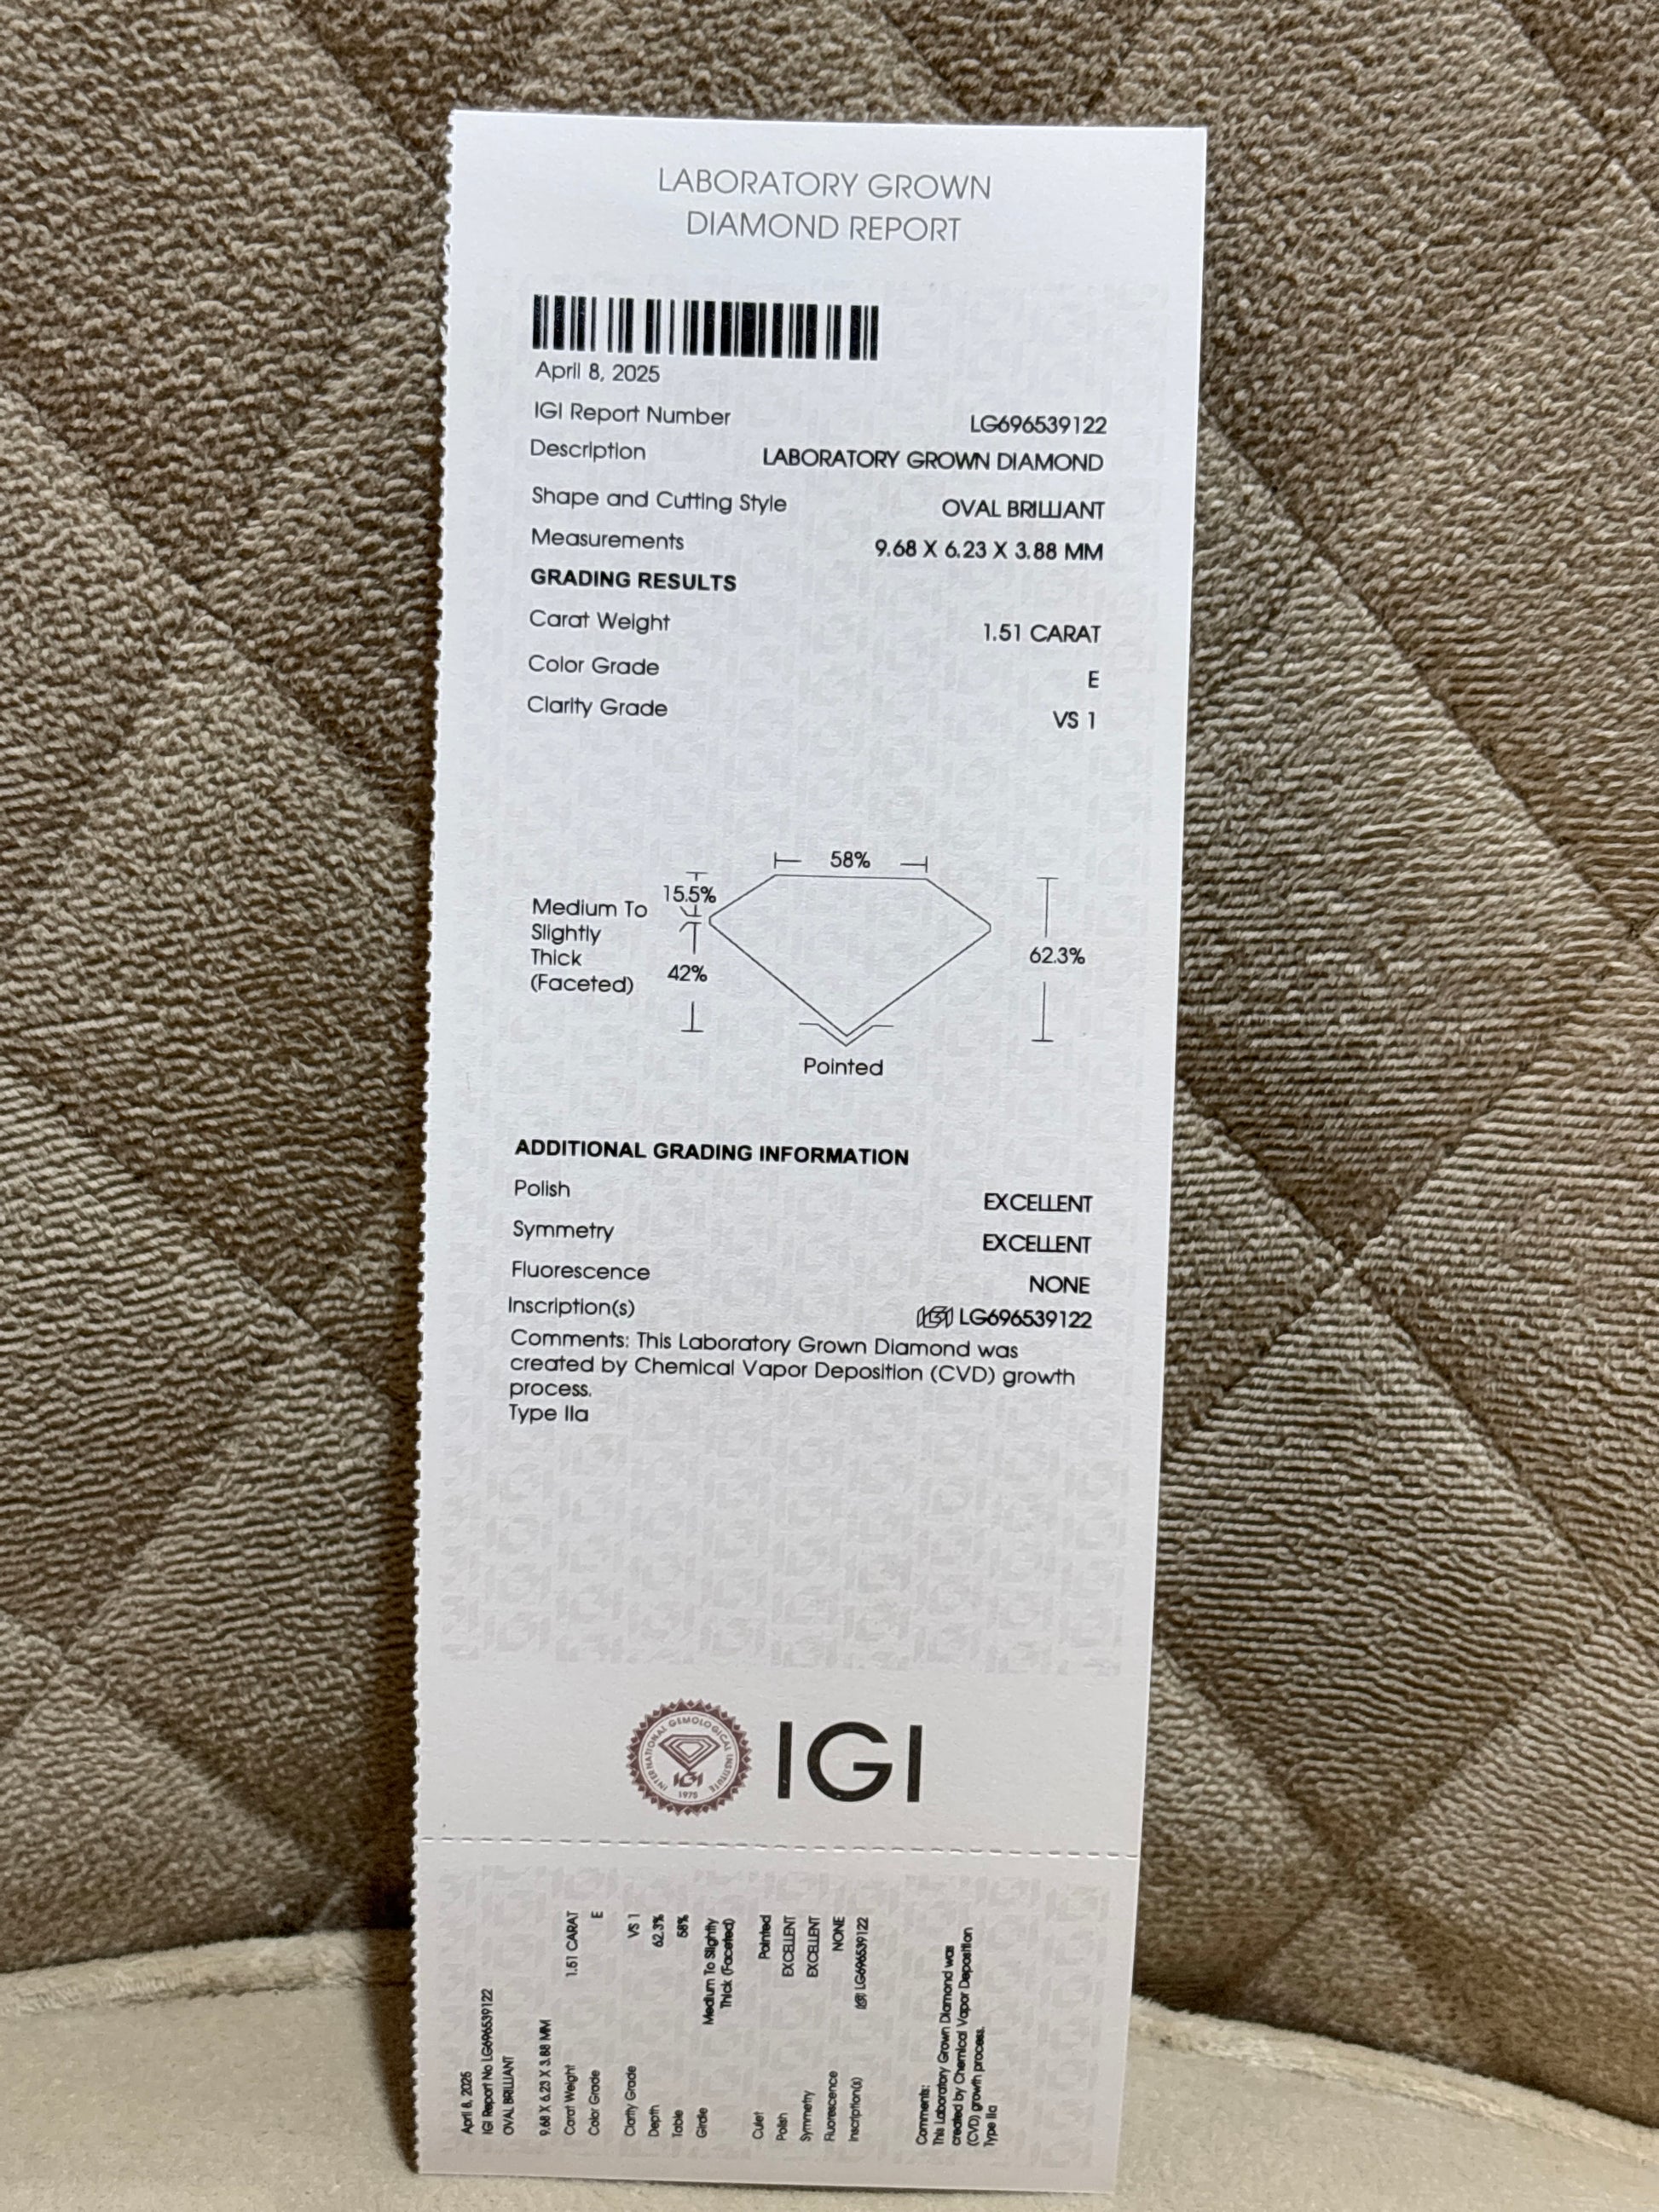 LABORATORY GROWN
DIAMOND REPORT
April 8, 2025
IGI Report Number LG696539122
Description LABORATORY GROWN DIAMOND
Shape and Cutting Style OVAL BRILLIANT
Measurements 9.68 X 6.23 X 3.88 MM
GRADING RESULTS
Carat Weight 1.51 CARAT
Color Grade E
Clarity Grade VS 1
58%
15.5%
Medium To
Slightly
Thick
(Faceted)
42%
62.3%
Pointed
ADDITIONAL GRADING INFORMATION
Polish EXCELLENT
Symmetry EXCELLENT
Fluorescence NONE
Inscription(s) IGI LG696539122
Comments: This Laboratory Grown Diamond was
created by Chemical Vapor Deposition (CVD) growth
process.
Type IIa
INTERNATIONAL GEMOLOGICAL INSTITUTE
IGI
1975
IGI
April 8, 2025
IGI Report No LG696539122
OVAL BRILLIANT
9.68 X 6.23 X 3.88 MM
Carat Weight 1.51 CARAT
Color Grade E
Clarity Grade VS 1
Depth 62.3%
Table 58%
Girdle Medium To Slightly
Thick (Faceted)
Culet Pointed
Polish EXCELLENT
Symmetry EXCELLENT
Fluorescence NONE
Inscription(s) IGI LG696539122
Comments:
This Laboratory Grown Diamond was
created by Chemical Vapor Deposition
(CVD) growth process.
Type IIa